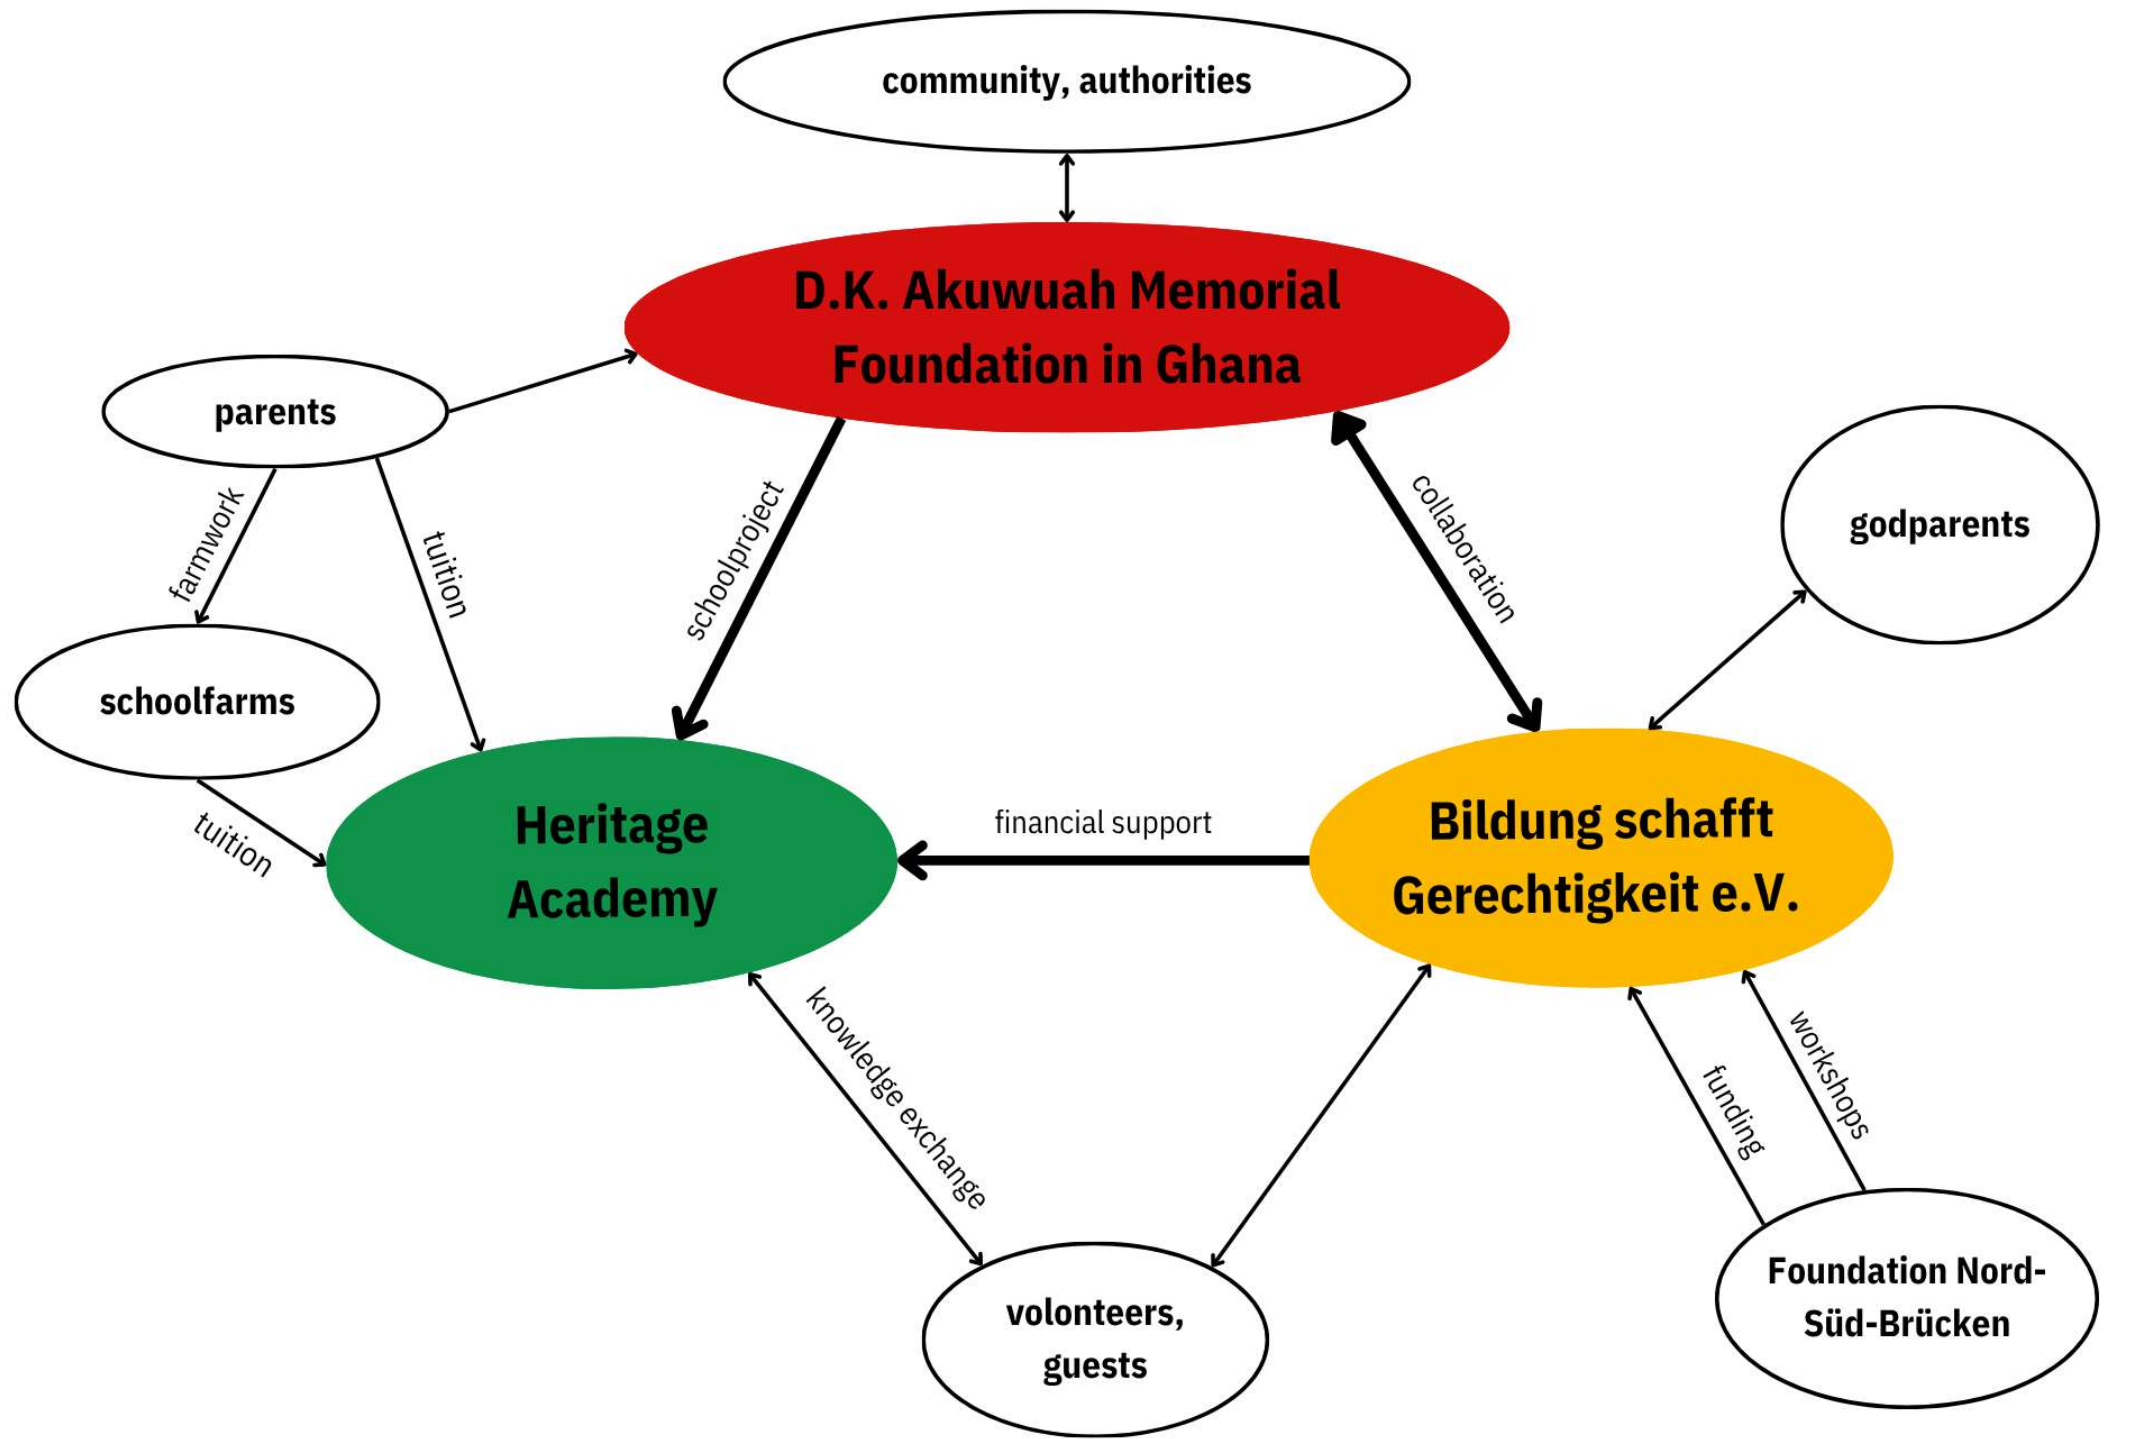 community, authorities
D.K. Akuwuah Memorial
Foundation in Ghana
parents
farmwork
tuition
schoolproject
collaboration
godparents
schoolfarms
tuition
Heritage
Academy
financial support
Bildung schafft
Gerechtigkeit e.V.
knowledge exchange
funding
workshops
volonteers,
guests
Foundation Nord-
Süd-Brücken